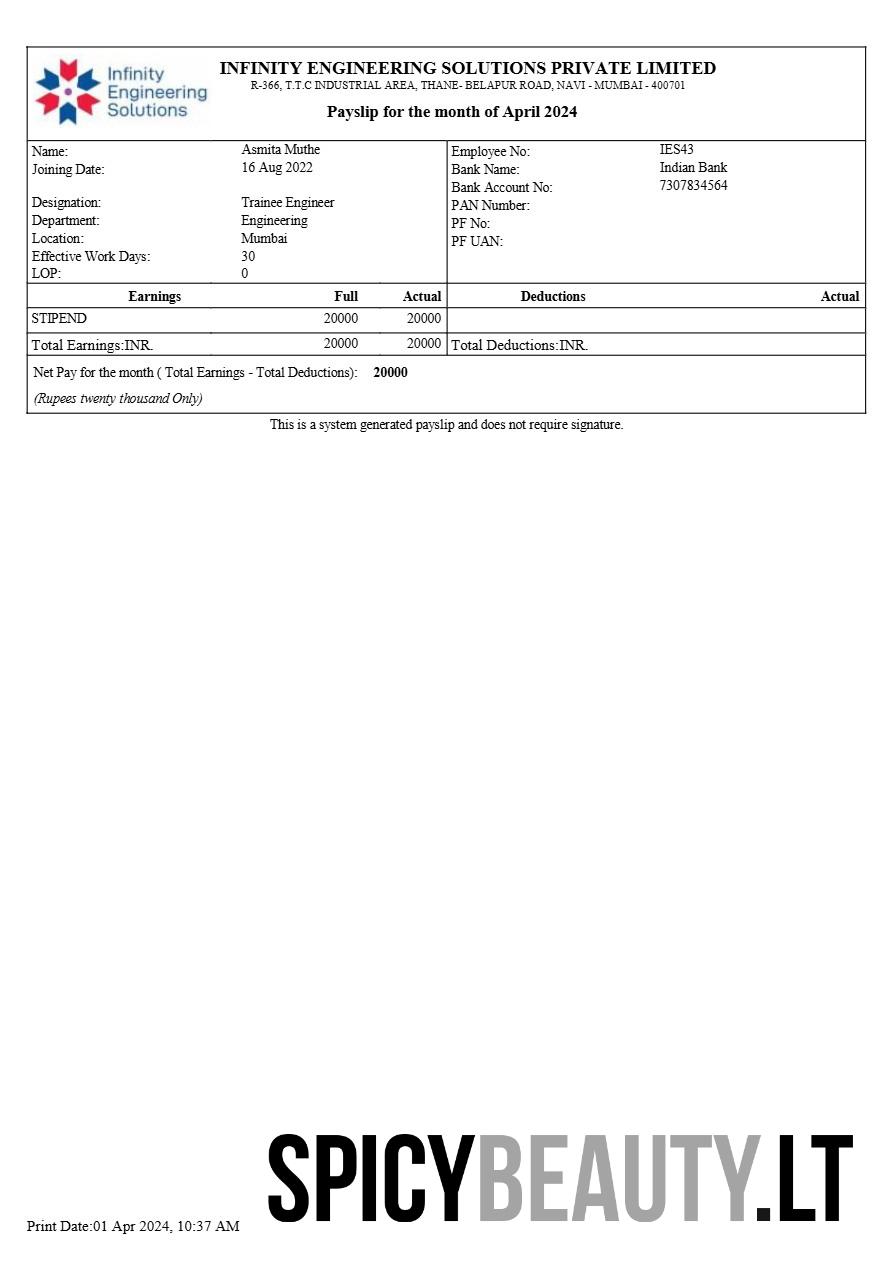 Infinity
Engineering
Solutions
INFINITY ENGINEERING SOLUTIONS PRIVATE LIMITED
R-366, T.T.C INDUSTRIAL AREA, THANE- BELAPUR ROAD, NAVI - MUMBAI - 400701
Payslip for the month of April 2024
Name: Asmita Muthe
Joining Date: 16 Aug 2022
Designation: Trainee Engineer
Department: Engineering
Location: Mumbai
Effective Work Days: 30
LOP: 0
Employee No: IES43
Bank Name: Indian Bank
Bank Account No: 7307834564
PAN Number:
PF No:
PF UAN:
Earnings Full Actual Deductions Actual
STIPEND 20000 20000
Total Earnings:INR. 20000 20000 Total Deductions:INR.
Net Pay for the month ( Total Earnings - Total Deductions): 20000
(Rupees twenty thousand Only)
This is a system generated payslip and does not require signature.
SPICYBEAUTY.LT
Print Date:01 Apr 2024, 10:37 AM